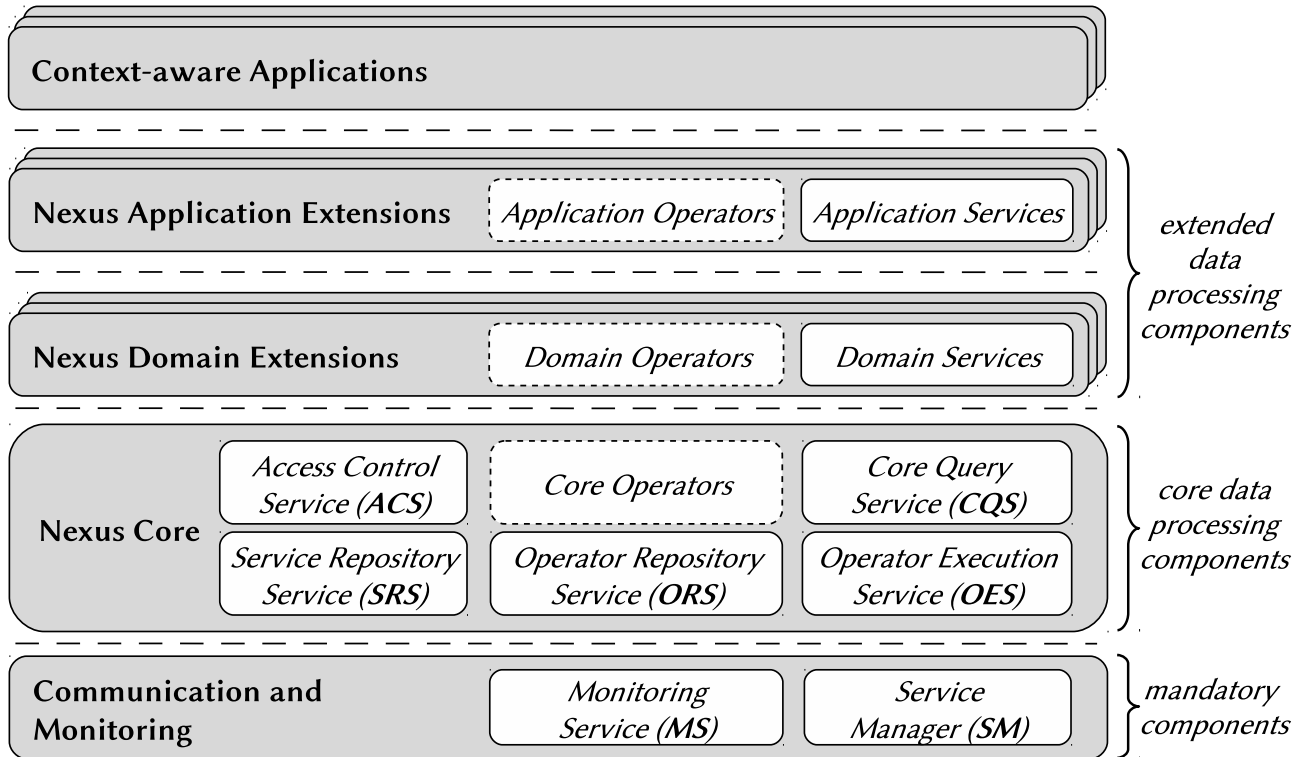 Context-aware Applications
Nexus Application Extensions
Application Operators
Application Services
extended
data
processing
components
Nexus Domain Extensions
Domain Operators
Domain Services
Nexus Core
Access Control
Service (ACS)
Core Operators
Core Query
Service (CQS)
Service Repository
Service (SRS)
Operator Repository
Service (ORS)
Operator Execution
Service (OES)
core data
processing
components
Communication and
Monitoring
Monitoring
Service (MS)
Service
Manager (SM)
mandatory
components